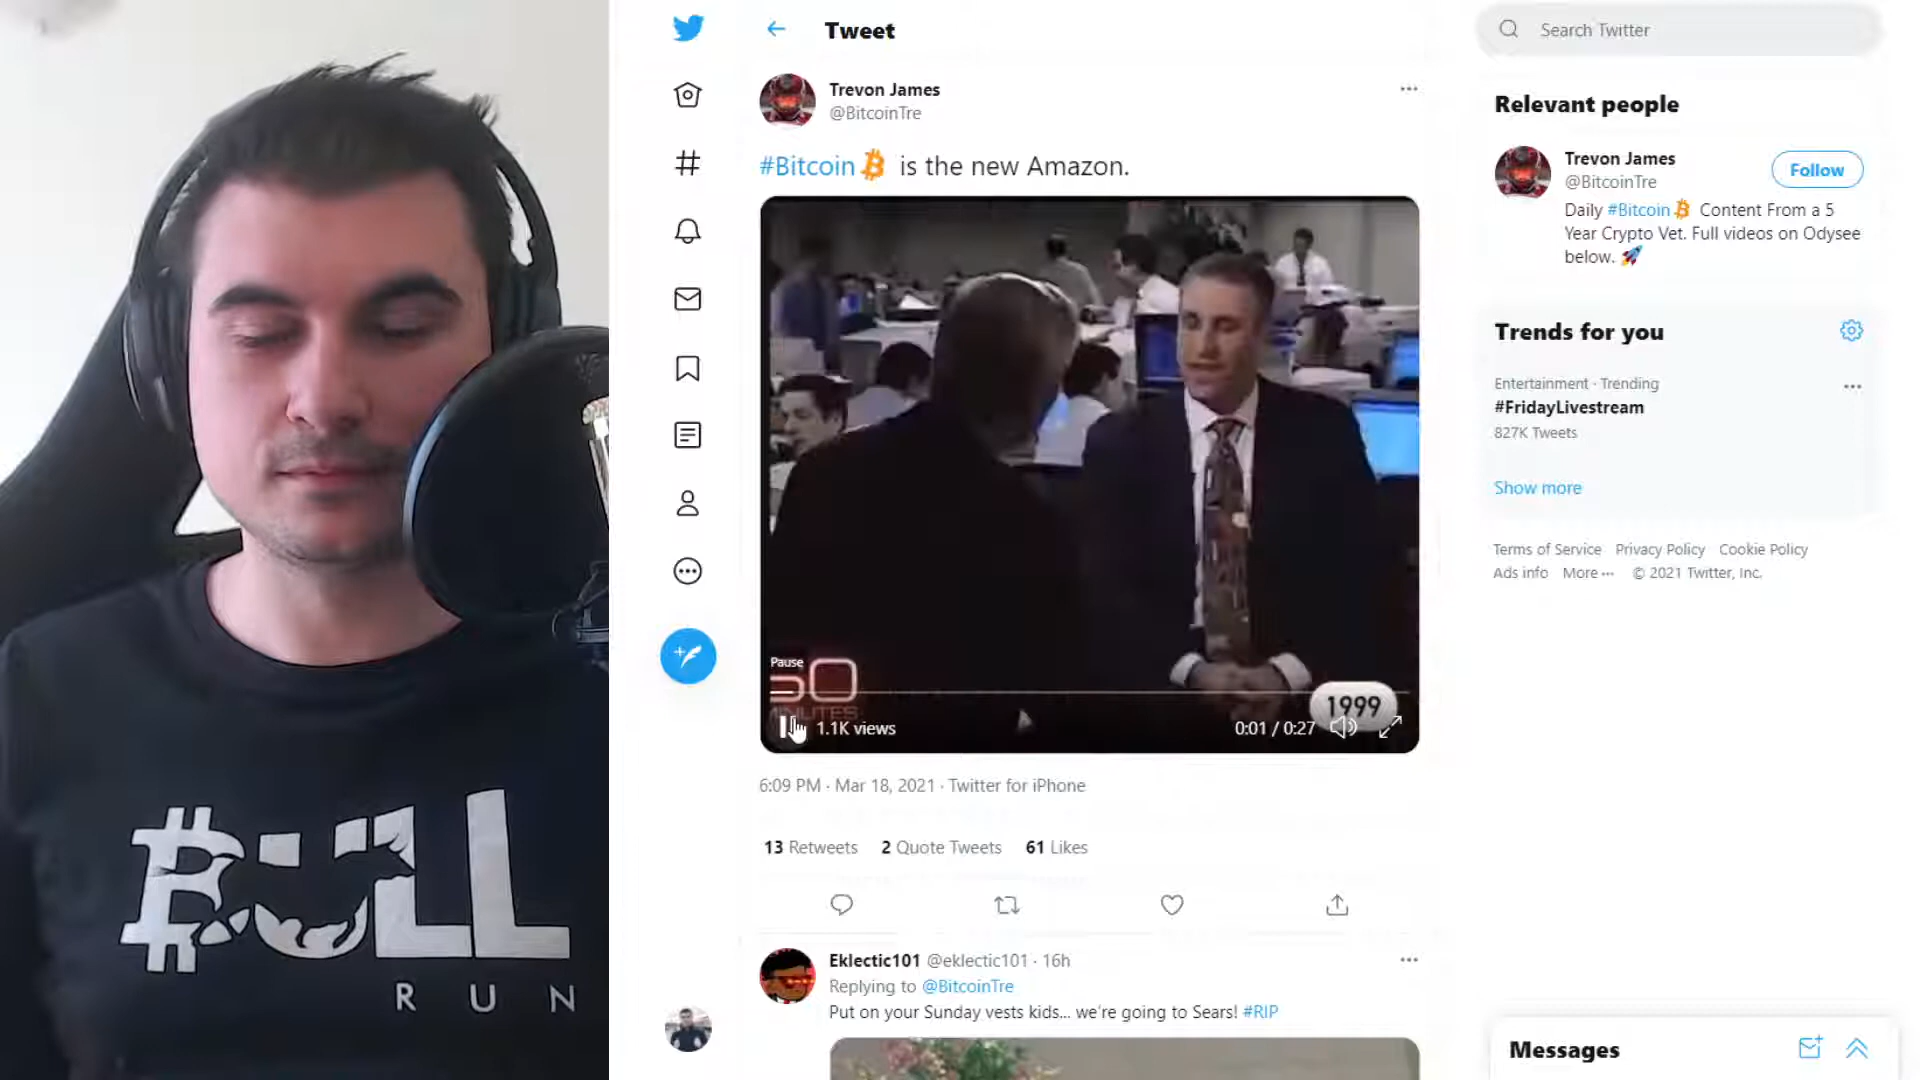 BULL
RUN
Tweet
Trevon James
@BitcoinTre
#Bitcoin is the new Amazon.
Pause
60
MINUTES
1999
1.1K views
0:01 / 0:27
6:09 PM · Mar 18, 2021 · Twitter for iPhone
13 Retweets 2 Quote Tweets 61 Likes
Eklectic101 @eklectic101 · 16h
Replying to @BitcoinTre
Put on your Sunday vests kids... we're going to Sears! #RIP
Search Twitter
Relevant people
Trevon James
@BitcoinTre
Follow
Daily #Bitcoin Content From a 5
Year Crypto Vet. Full videos on Odysee
below.
Trends for you
Entertainment · Trending
#FridayLivestream
827K Tweets
Show more
Terms of Service Privacy Policy Cookie Policy
Ads info More ··· © 2021 Twitter, Inc.
Messages